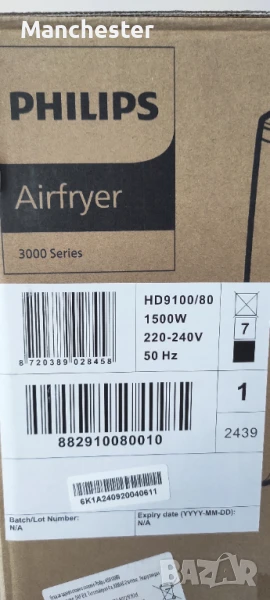 Manchester
PHILIPS
Airfryer
3000 Series
HD9100/80
1500W
220-240V
50 Hz
7
8 720389 028458
1
882910080010
2439
6K1A240920040611
Batch/Lot Number:
N/A
Expiry date (YYYY-MM-DD):
N/A
bazar